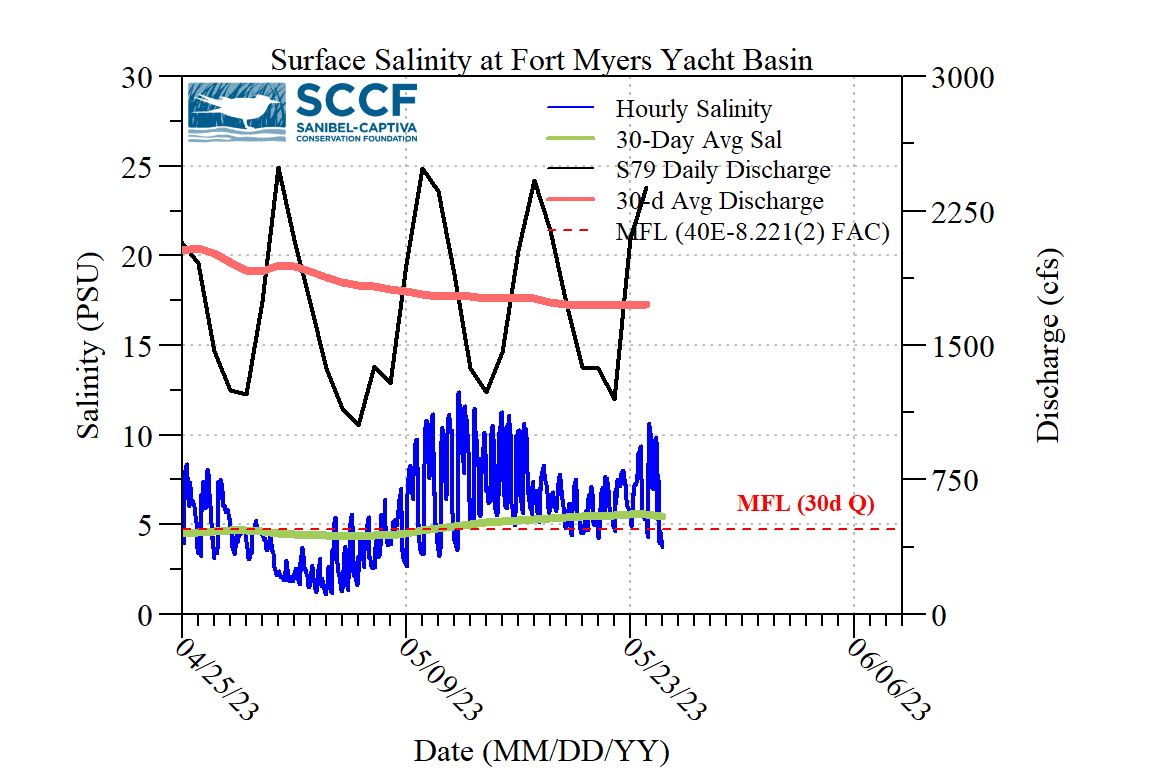 Surface Salinity at Fort Myers Yacht Basin
SCCF
SANIBEL-CAPTIVA
CONSERVATION FOUNDATION
Hourly Salinity
30-Day Avg Sal
S79 Daily Discharge
30-d Avg Discharge
MFL (40E-8.221(2) FAC)
Salinity (PSU)
30
25
20
15
10
5
0
3000
2250
1500
750
0
Discharge (cfs)
MFL (30d Q)
04/25/23
05/09/23
05/23/23
06/06/23
Date (MM/DD/YY)